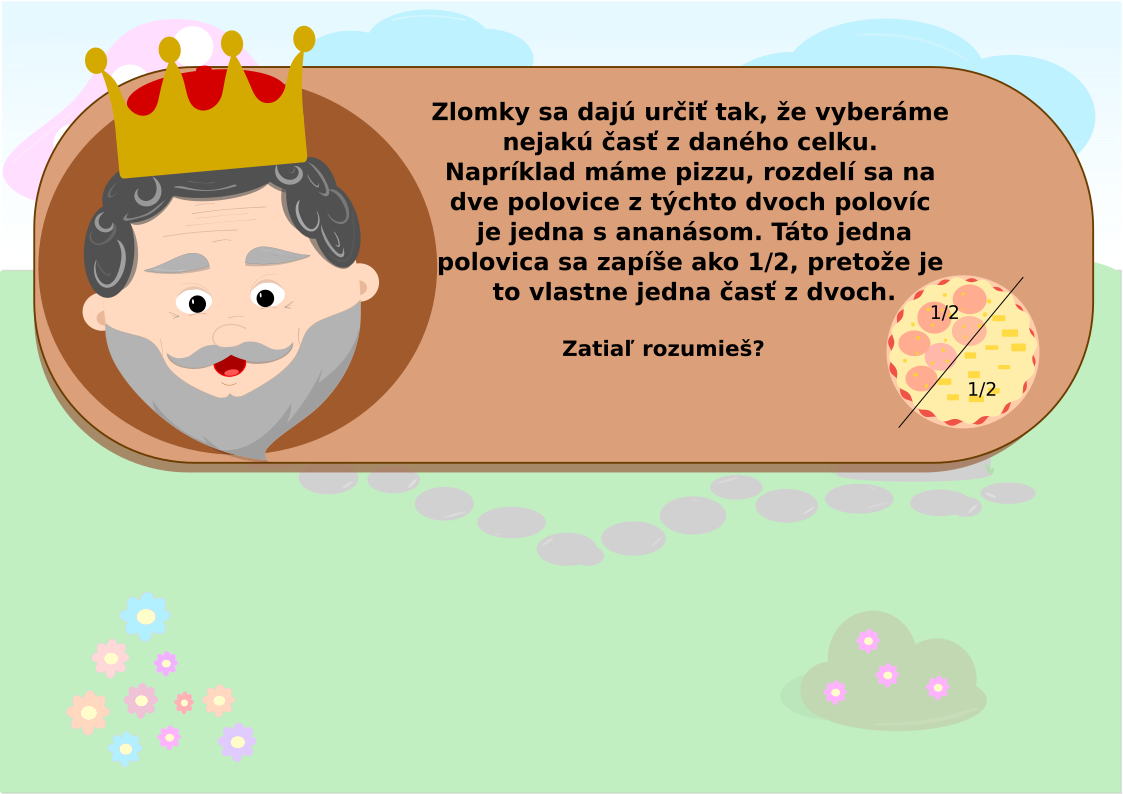 Zlomky sa dajú určiť tak, že vyberáme
nejakú časť z daného celku.
Napríklad máme pizzu, rozdelí sa na
dve polovice z týchto dvoch polovíc
je jedna s ananásom. Táto jedna
polovica sa zapíše ako 1/2, pretože je
to vlastne jedna časť z dvoch.
1/2
Zatiaľ rozumieš?
1/2